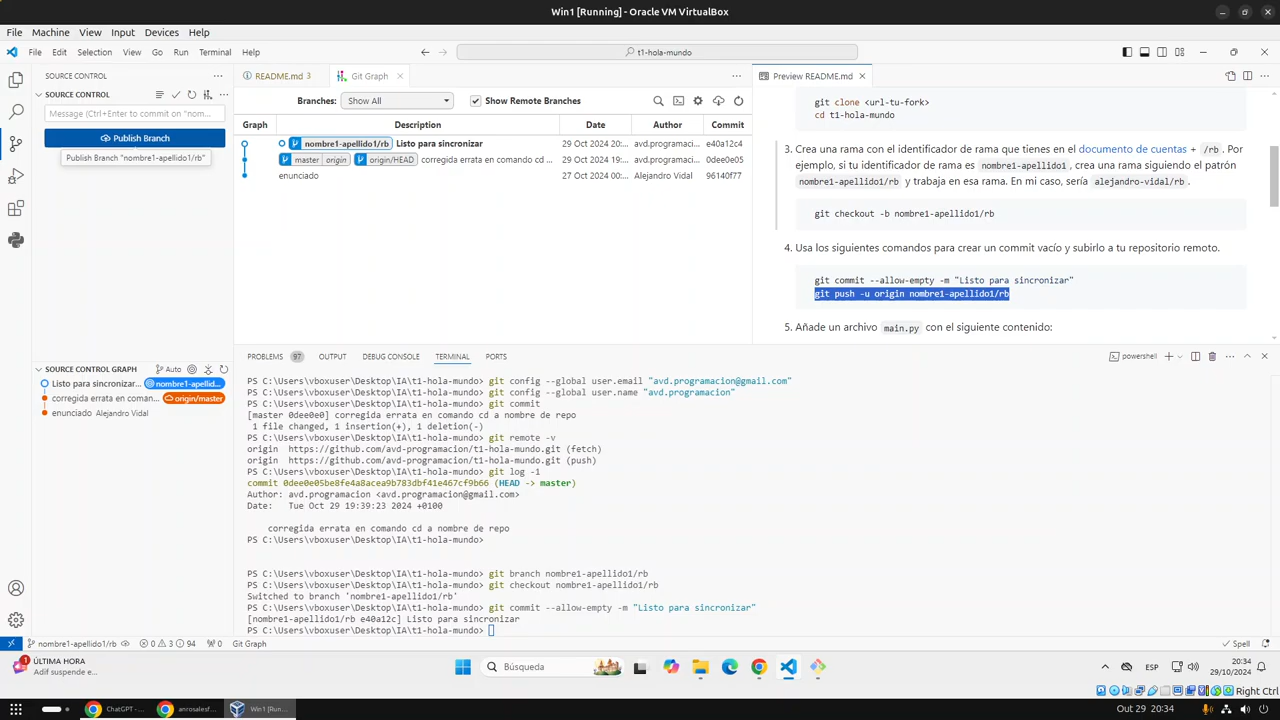 Win1 [Running] - Oracle VM VirtualBox
File Machine View Input Devices Help
File Edit Selection View Go Run Terminal Help
t1-hola-mundo
SOURCE CONTROL
README.md 3
Git Graph
Preview README.md
SOURCE CONTROL
Message (Ctrl+Enter to commit on "nom...
Publish Branch
Publish Branch "nombre1-apellido1/rb"
Branches: Show All Show Remote Branches
Graph Description Date Author Commit
nombre1-apellido1/rb Listo para sincronizar 29 Oct 2024 20:... avd.programaci... e40a12c4
master origin origin/HEAD corregida errata en comando cd ... 29 Oct 2024 19:... avd.programaci... 0dee0e05
enunciado 27 Oct 2024 00:... Alejandro Vidal 96140f77
git clone <url-tu-fork>
cd t1-hola-mundo
3. Crea una rama con el identificador de rama que tienes en el documento de cuentas + /rb . Por
ejemplo, si tu identificador de rama es nombre1-apellido1, crea una rama siguiendo el patrón
nombre1-apellido1/rb y trabaja en esa rama. En mi caso, sería alejandro-vidal/rb .
git checkout -b nombre1-apellido1/rb
4. Usa los siguientes comandos para crear un commit vacío y subirlo a tu repositorio remoto.
git commit --allow-empty -m "Listo para sincronizar"
git push -u origin nombre1-apellido1/rb
5. Añade un archivo main.py con el siguiente contenido:
SOURCE CONTROL GRAPH Auto
Listo para sincronizar... nombre1-apellid...
corregida errata en coman... origin/master
enunciado Alejandro Vidal
PROBLEMS 97 OUTPUT DEBUG CONSOLE TERMINAL PORTS
powershell
PS C:\Users\vboxuser\Desktop\IA\t1-hola-mundo> git config --global user.email "avd.programacion@gmail.com"
PS C:\Users\vboxuser\Desktop\IA\t1-hola-mundo> git config --global user.name "avd.programacion"
PS C:\Users\vboxuser\Desktop\IA\t1-hola-mundo> git commit
[master 0dee0e0] corregida errata en comando cd a nombre de repo
1 file changed, 1 insertion(+), 1 deletion(-)
PS C:\Users\vboxuser\Desktop\IA\t1-hola-mundo> git remote -v
origin https://github.com/avd-programacion/t1-hola-mundo.git (fetch)
origin https://github.com/avd-programacion/t1-hola-mundo.git (push)
PS C:\Users\vboxuser\Desktop\IA\t1-hola-mundo> git log -1
commit 0dee0e05be8fe4a8acea9b783dbf41e467cf9b66 (HEAD -> master)
Author: avd.programacion <avd.programacion@gmail.com>
Date: Tue Oct 29 19:39:23 2024 +0100
corregida errata en comando cd a nombre de repo
PS C:\Users\vboxuser\Desktop\IA\t1-hola-mundo>
PS C:\Users\vboxuser\Desktop\IA\t1-hola-mundo> git branch nombre1-apellido1/rb
PS C:\Users\vboxuser\Desktop\IA\t1-hola-mundo> git checkout nombre1-apellido1/rb
Switched to branch 'nombre1-apellido1/rb'
PS C:\Users\vboxuser\Desktop\IA\t1-hola-mundo> git commit --allow-empty -m "Listo para sincronizar"
[nombre1-apellido1/rb e40a12c] Listo para sincronizar
PS C:\Users\vboxuser\Desktop\IA\t1-hola-mundo>
nombre1-apellido1/rb 0 3 94 0 Git Graph Spell
1 ÚLTIMA HORA
Adif suspende e...
Búsqueda
ESP
20:34
29/10/2024
Right Ctrl
ChatGPT - ...
anrosalesf...
Win1 [Run...
Out 29 20:34